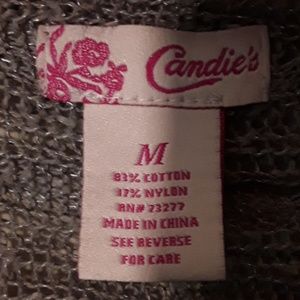 Candie's
M
83% COTTON
17% NYLON
RN# 73277
MADE IN CHINA
SEE REVERSE
FOR CARE